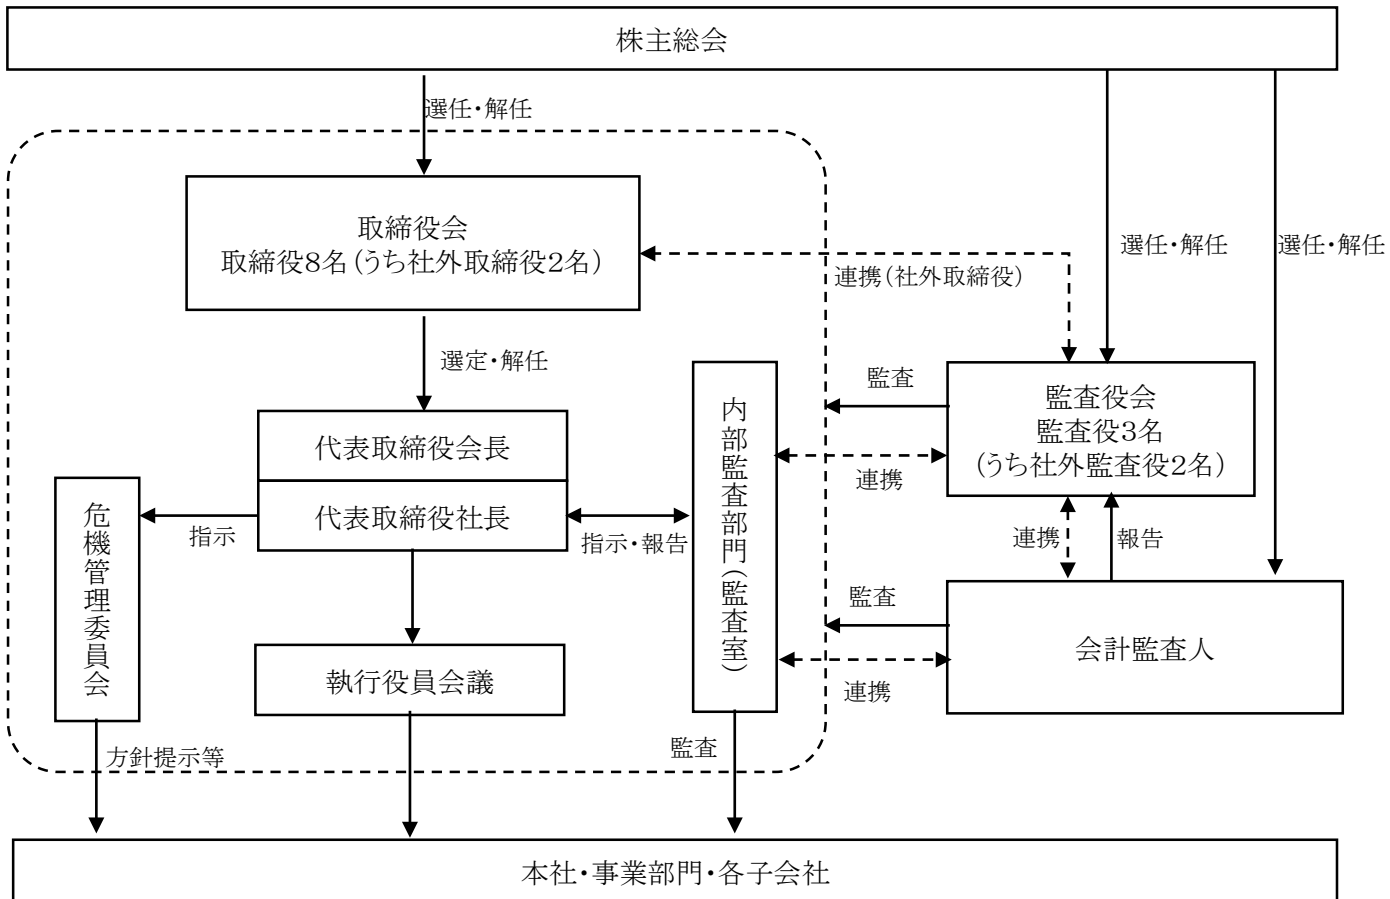 株主総会
選任・解任
取締役会
取締役8名(うち社外取締役2名)
選任・解任
選任・解任
連携(社外取締役)
選定・解任
監査
代表取締役会長
代表取締役社長
内部監査部門(監査室)
監査役会
監査役3名
(うち社外監査役2名)
連携
危機管理委員会
指示
指示・報告
連携
報告
監査
執行役員会議
会計監査人
連携
方針提示等
監査
本社・事業部門・各子会社